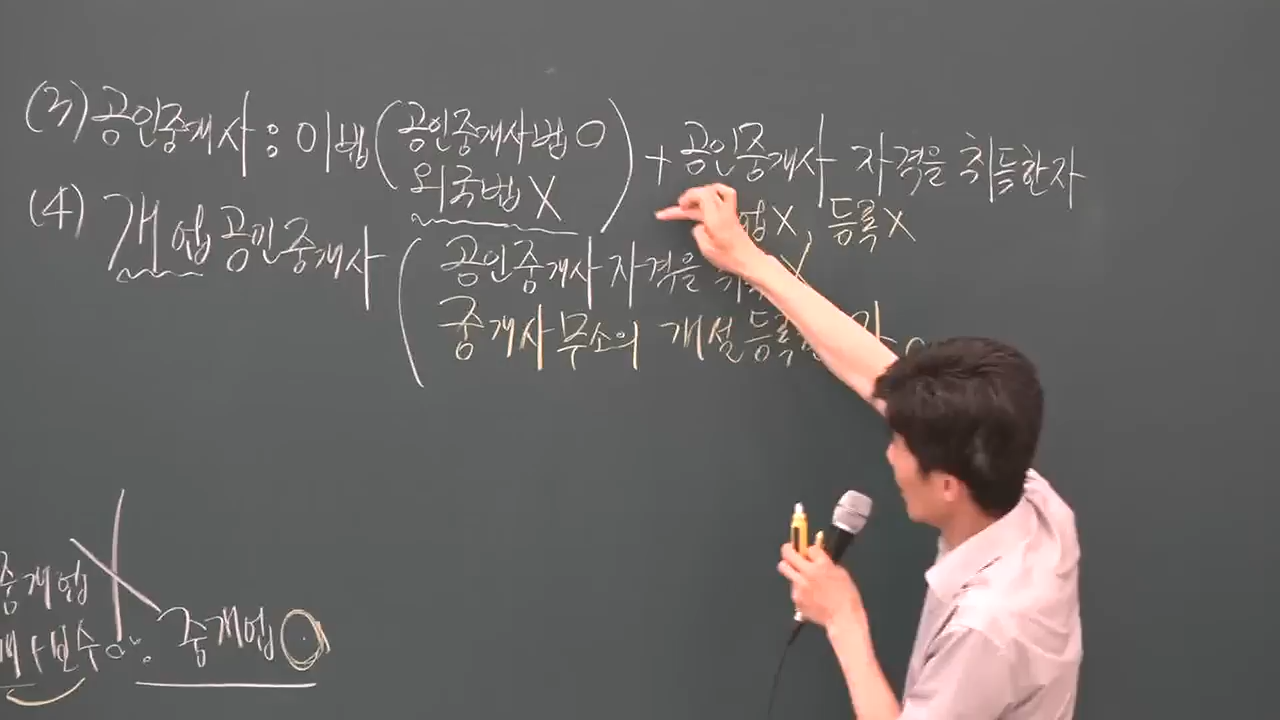 (3) 공인중개사 : 이법 (공인중개사법 O
외국법 X) + 공인중개사 자격을 취득한 자
업 X, 등록 X
(4) 개업공인중개사 (공인중개사 자격을 X
중개사무소의 개설등록
중개업
보수 중개업 O